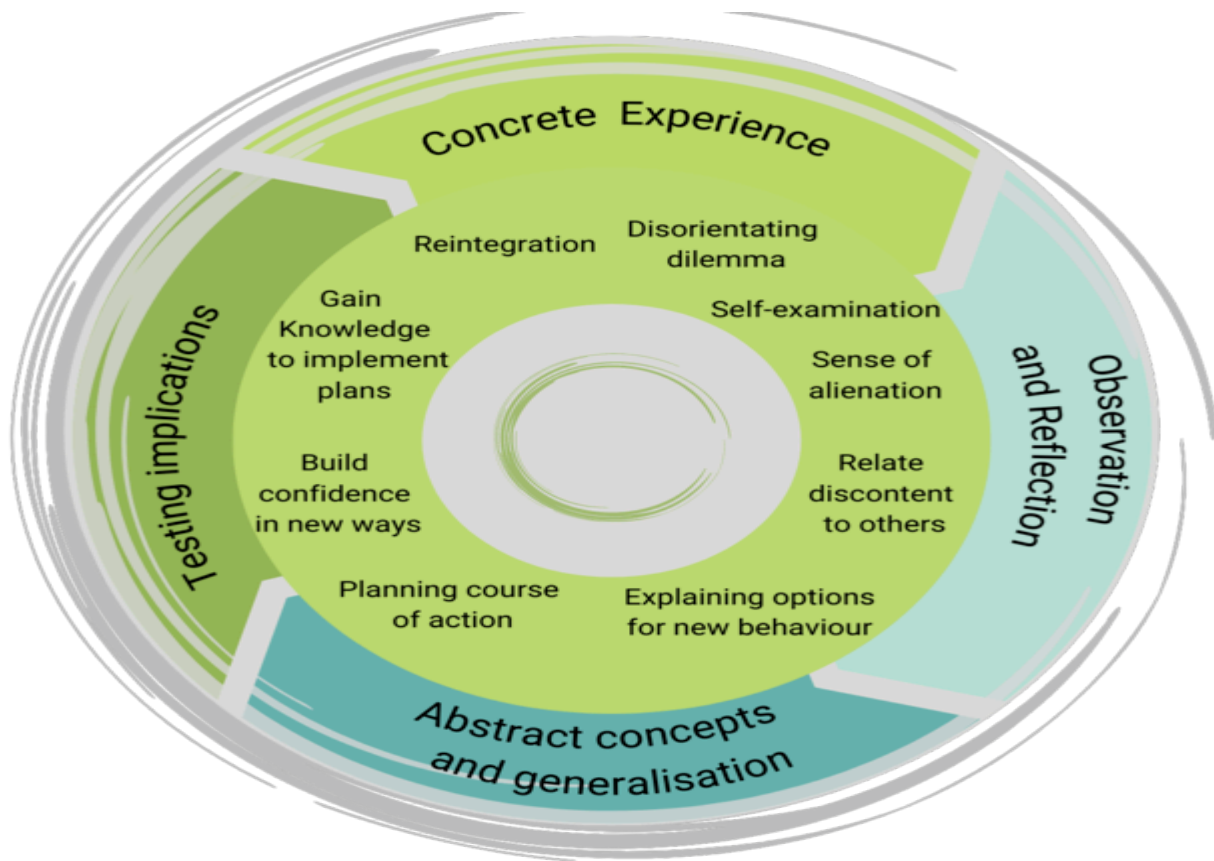 Concrete Experience
Observation
and Reflection
Abstract concepts
and generalisation
Testing implications
Disorientating
dilemma
Self-examination
Sense of
alienation
Relate
discontent
to others
Explaining options
for new behaviour
Planning course
of action
Build
confidence
in new ways
Gain
Knowledge
to implement
plans
Reintegration